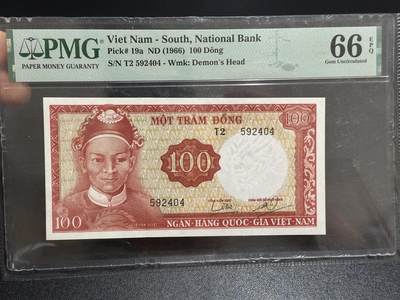 PMG
PAPER MONEY GUARANTY
Viet Nam - South, National Bank
Pick# 19a ND (1966) 100 Dông
S/N T2 592404 - Wmk: Demon's Head
66 EPQ
Gem Uncirculated
100
MỘT TRĂM ĐỒNG
100
T2 592404
100
592404
100
NGÂN-HÀNG QUỐC-GIA VIỆT-NAM